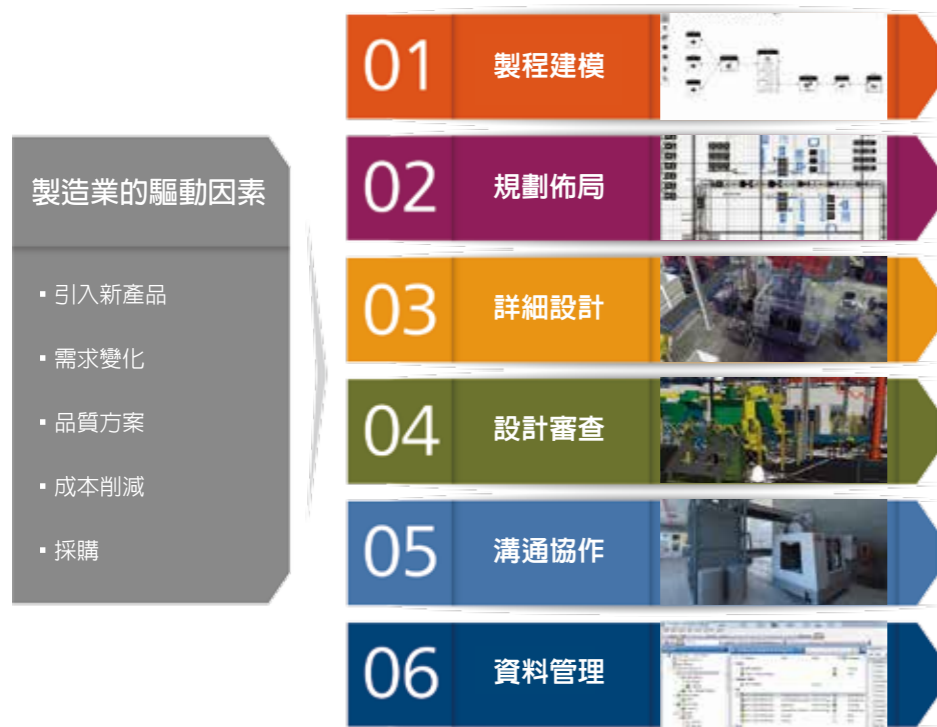 製造業的驅動因素
▪ 引入新產品
▪ 需求變化
▪ 品質方案
▪ 成本削減
▪ 採購
01 製程建模
02 規劃佈局
03 詳細設計
04 設計審查
05 溝通協作
06 資料管理